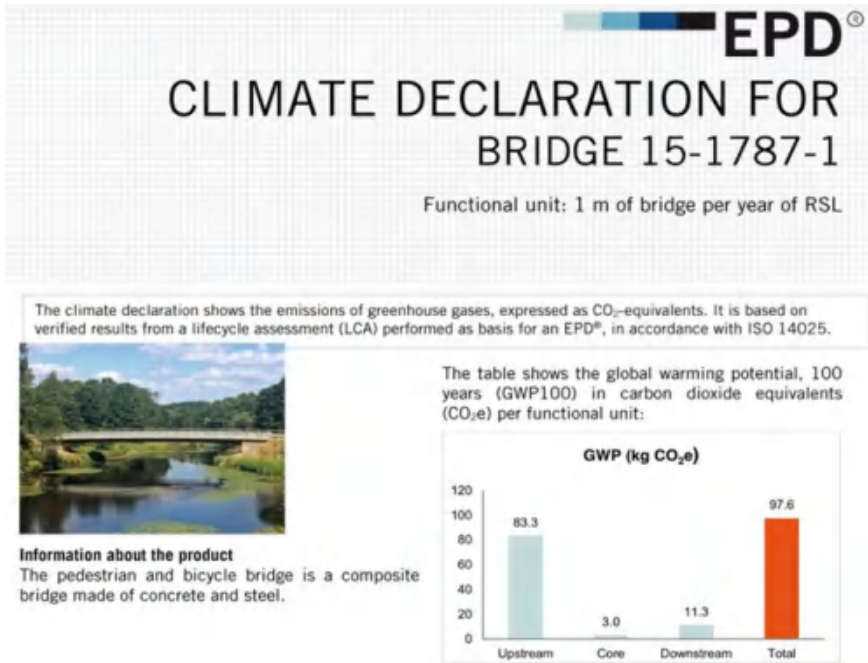 EPD®
CLIMATE DECLARATION FOR
BRIDGE 15-1787-1
Functional unit: 1 m of bridge per year of RSL
The climate declaration shows the emissions of greenhouse gases, expressed as CO₂-equivalents. It is based on
verified results from a lifecycle assessment (LCA) performed as basis for an EPD®, in accordance with ISO 14025.
The table shows the global warming potential, 100
years (GWP100) in carbon dioxide equivalents
(CO₂e) per functional unit:
GWP (kg CO₂e)
120
100
80
60
40
20
0
83.3
3.0
11.3
97.6
Upstream
Core
Downstream
Total
Information about the product
The pedestrian and bicycle bridge is a composite
bridge made of concrete and steel.